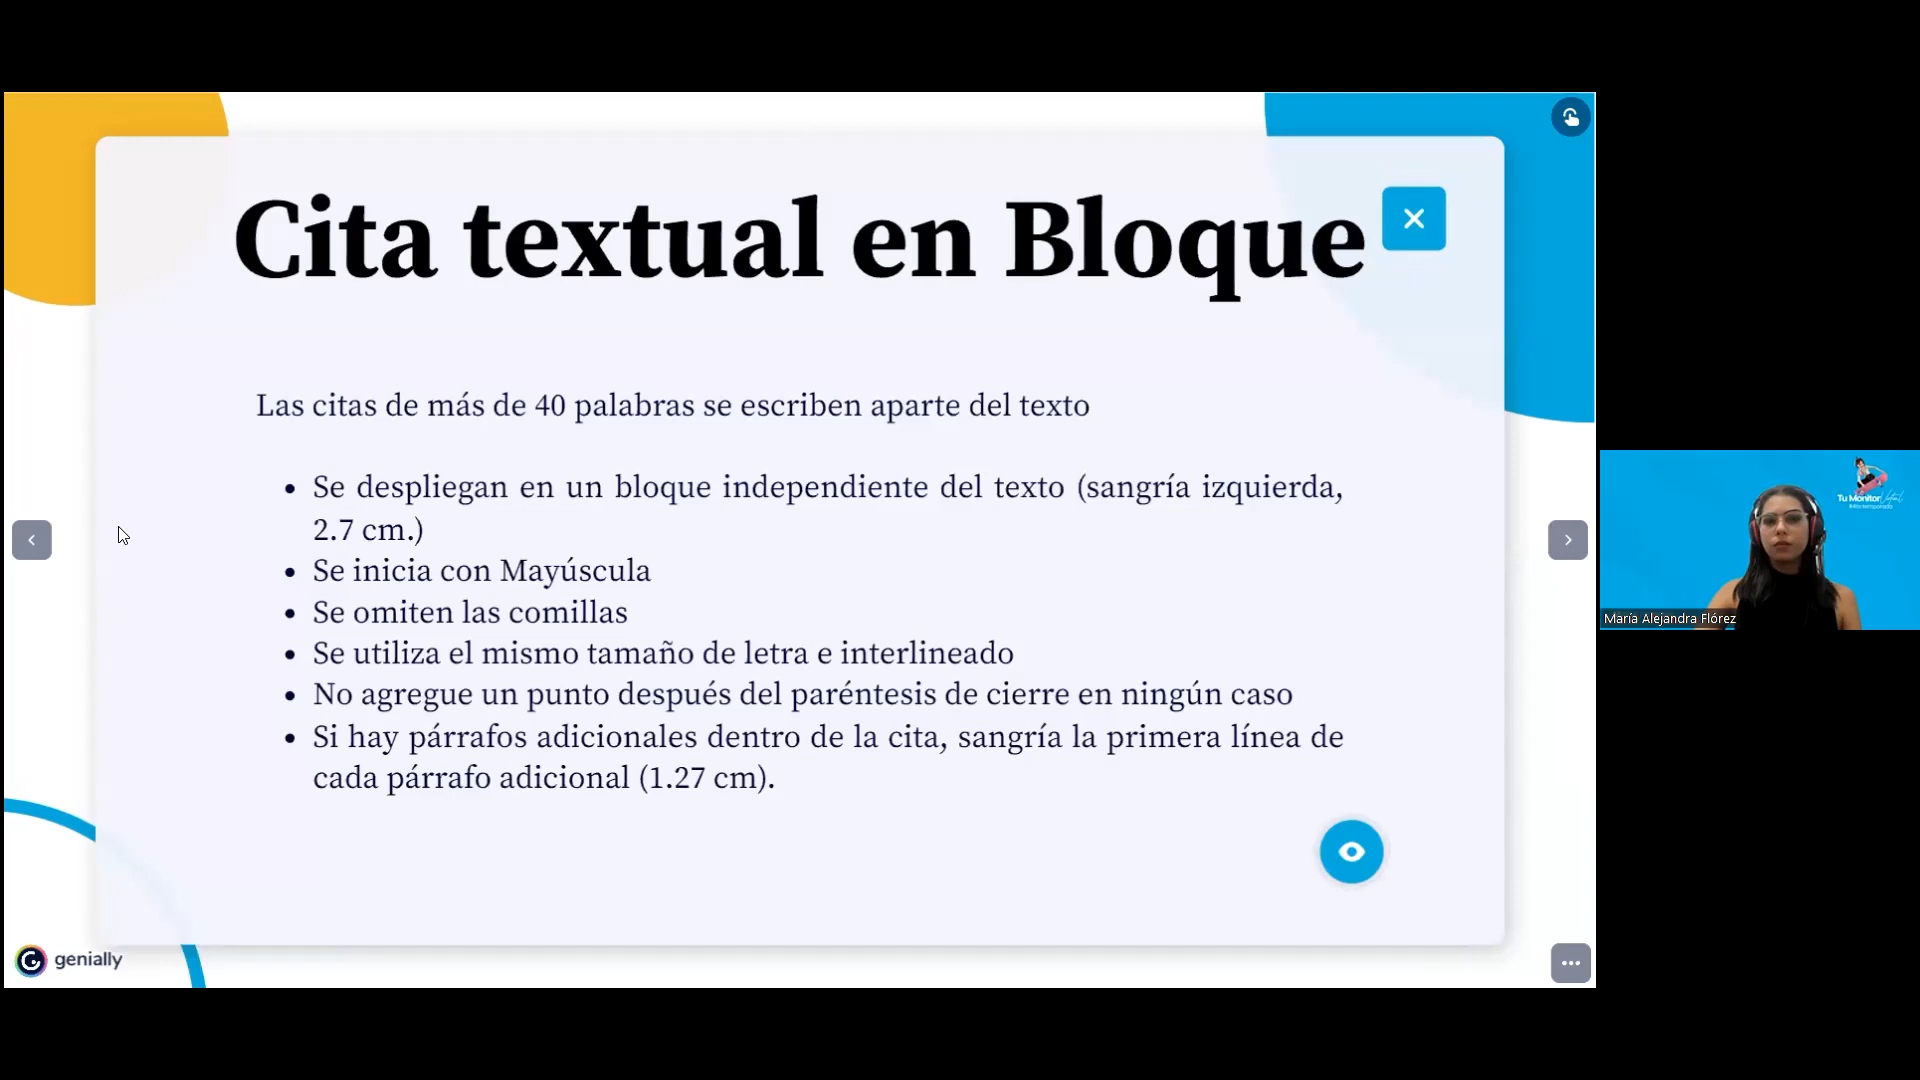 Cita textual en Bloque
Las citas de más de 40 palabras se escriben aparte del texto
• Se despliegan en un bloque independiente del texto (sangría izquierda,
2.7 cm.)
• Se inicia con Mayúscula
• Se omiten las comillas
• Se utiliza el mismo tamaño de letra e interlineado
• No agregue un punto después del paréntesis de cierre en ningún caso
• Si hay párrafos adicionales dentro de la cita, sangría la primera línea de
cada párrafo adicional (1.27 cm).
genially
Tu Monitor Virtual
María Alejandra Flórez